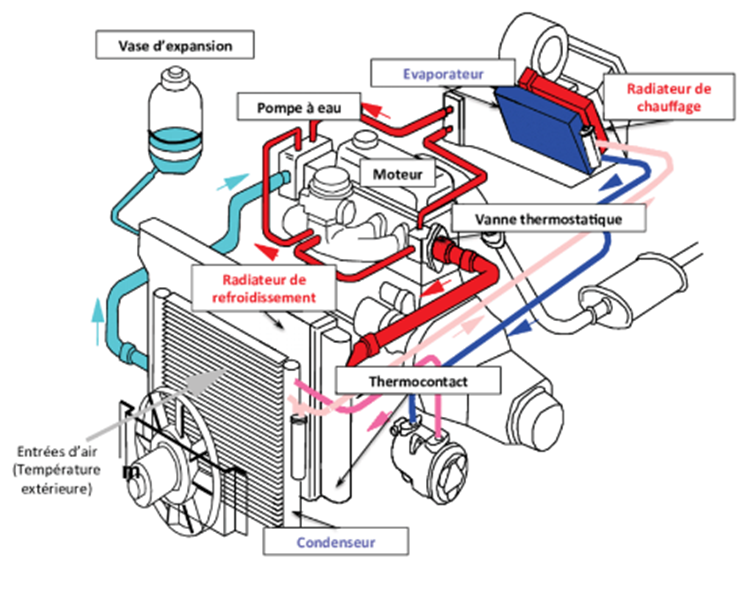 Vase d'expansion
Evaporateur
Radiateur de
chauffage
Pompe à eau
Moteur
Vanne thermostatique
Radiateur de
refroidissement
Thermocontact
Entrées d'air
(Température
extérieure)
m
Condenseur